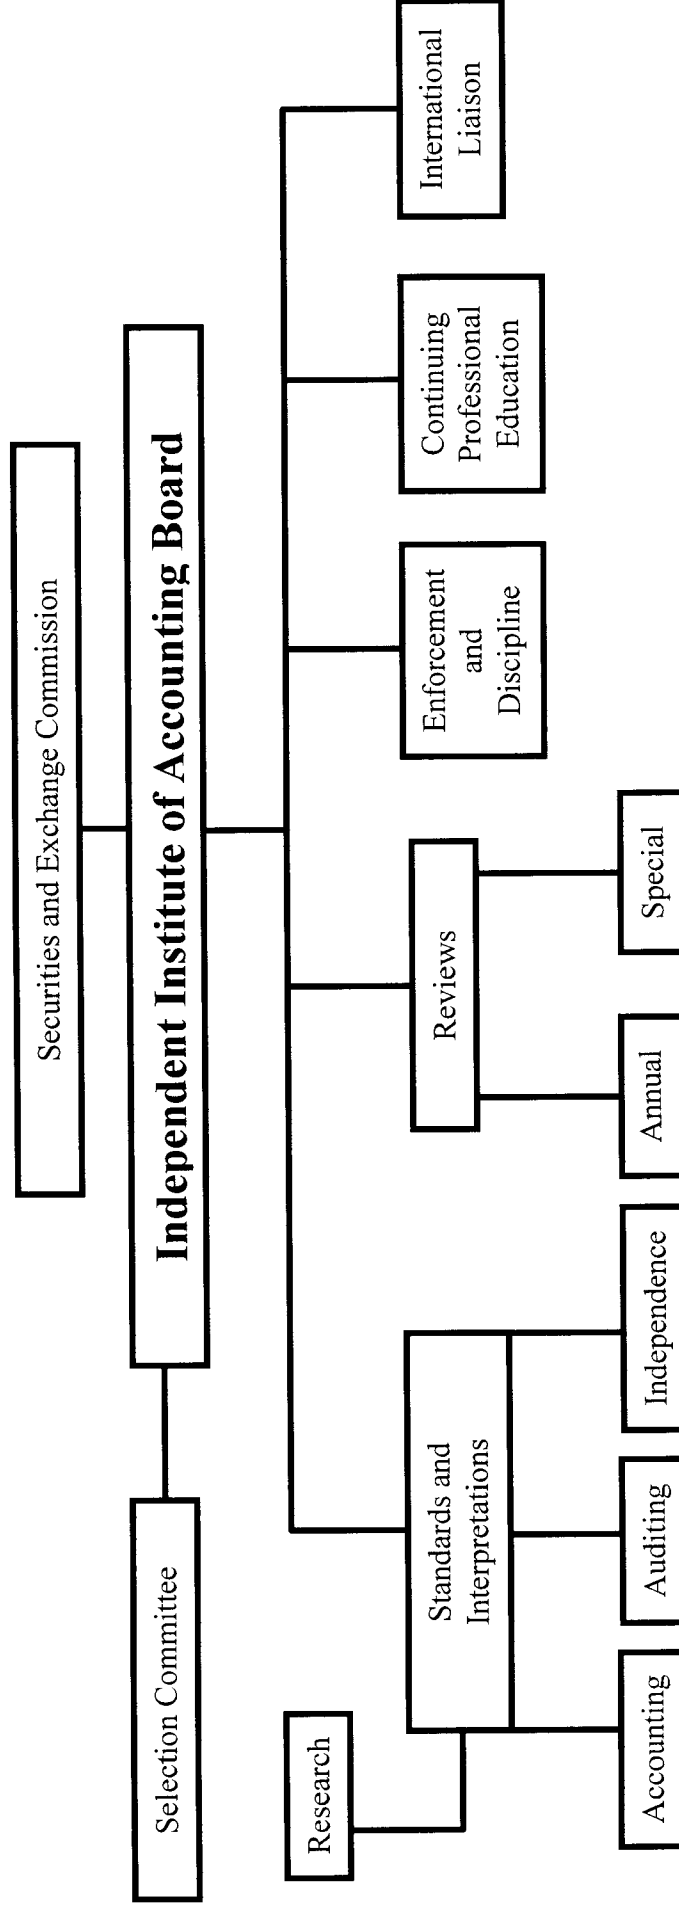 Securities and Exchange Commission
Selection Committee
Independent Institute of Accounting Board
Research
Standards and
Interpretations
Reviews
Enforcement
and
Discipline
Continuing
Professional
Education
International
Liaison
Accounting
Auditing
Independence
Annual
Special